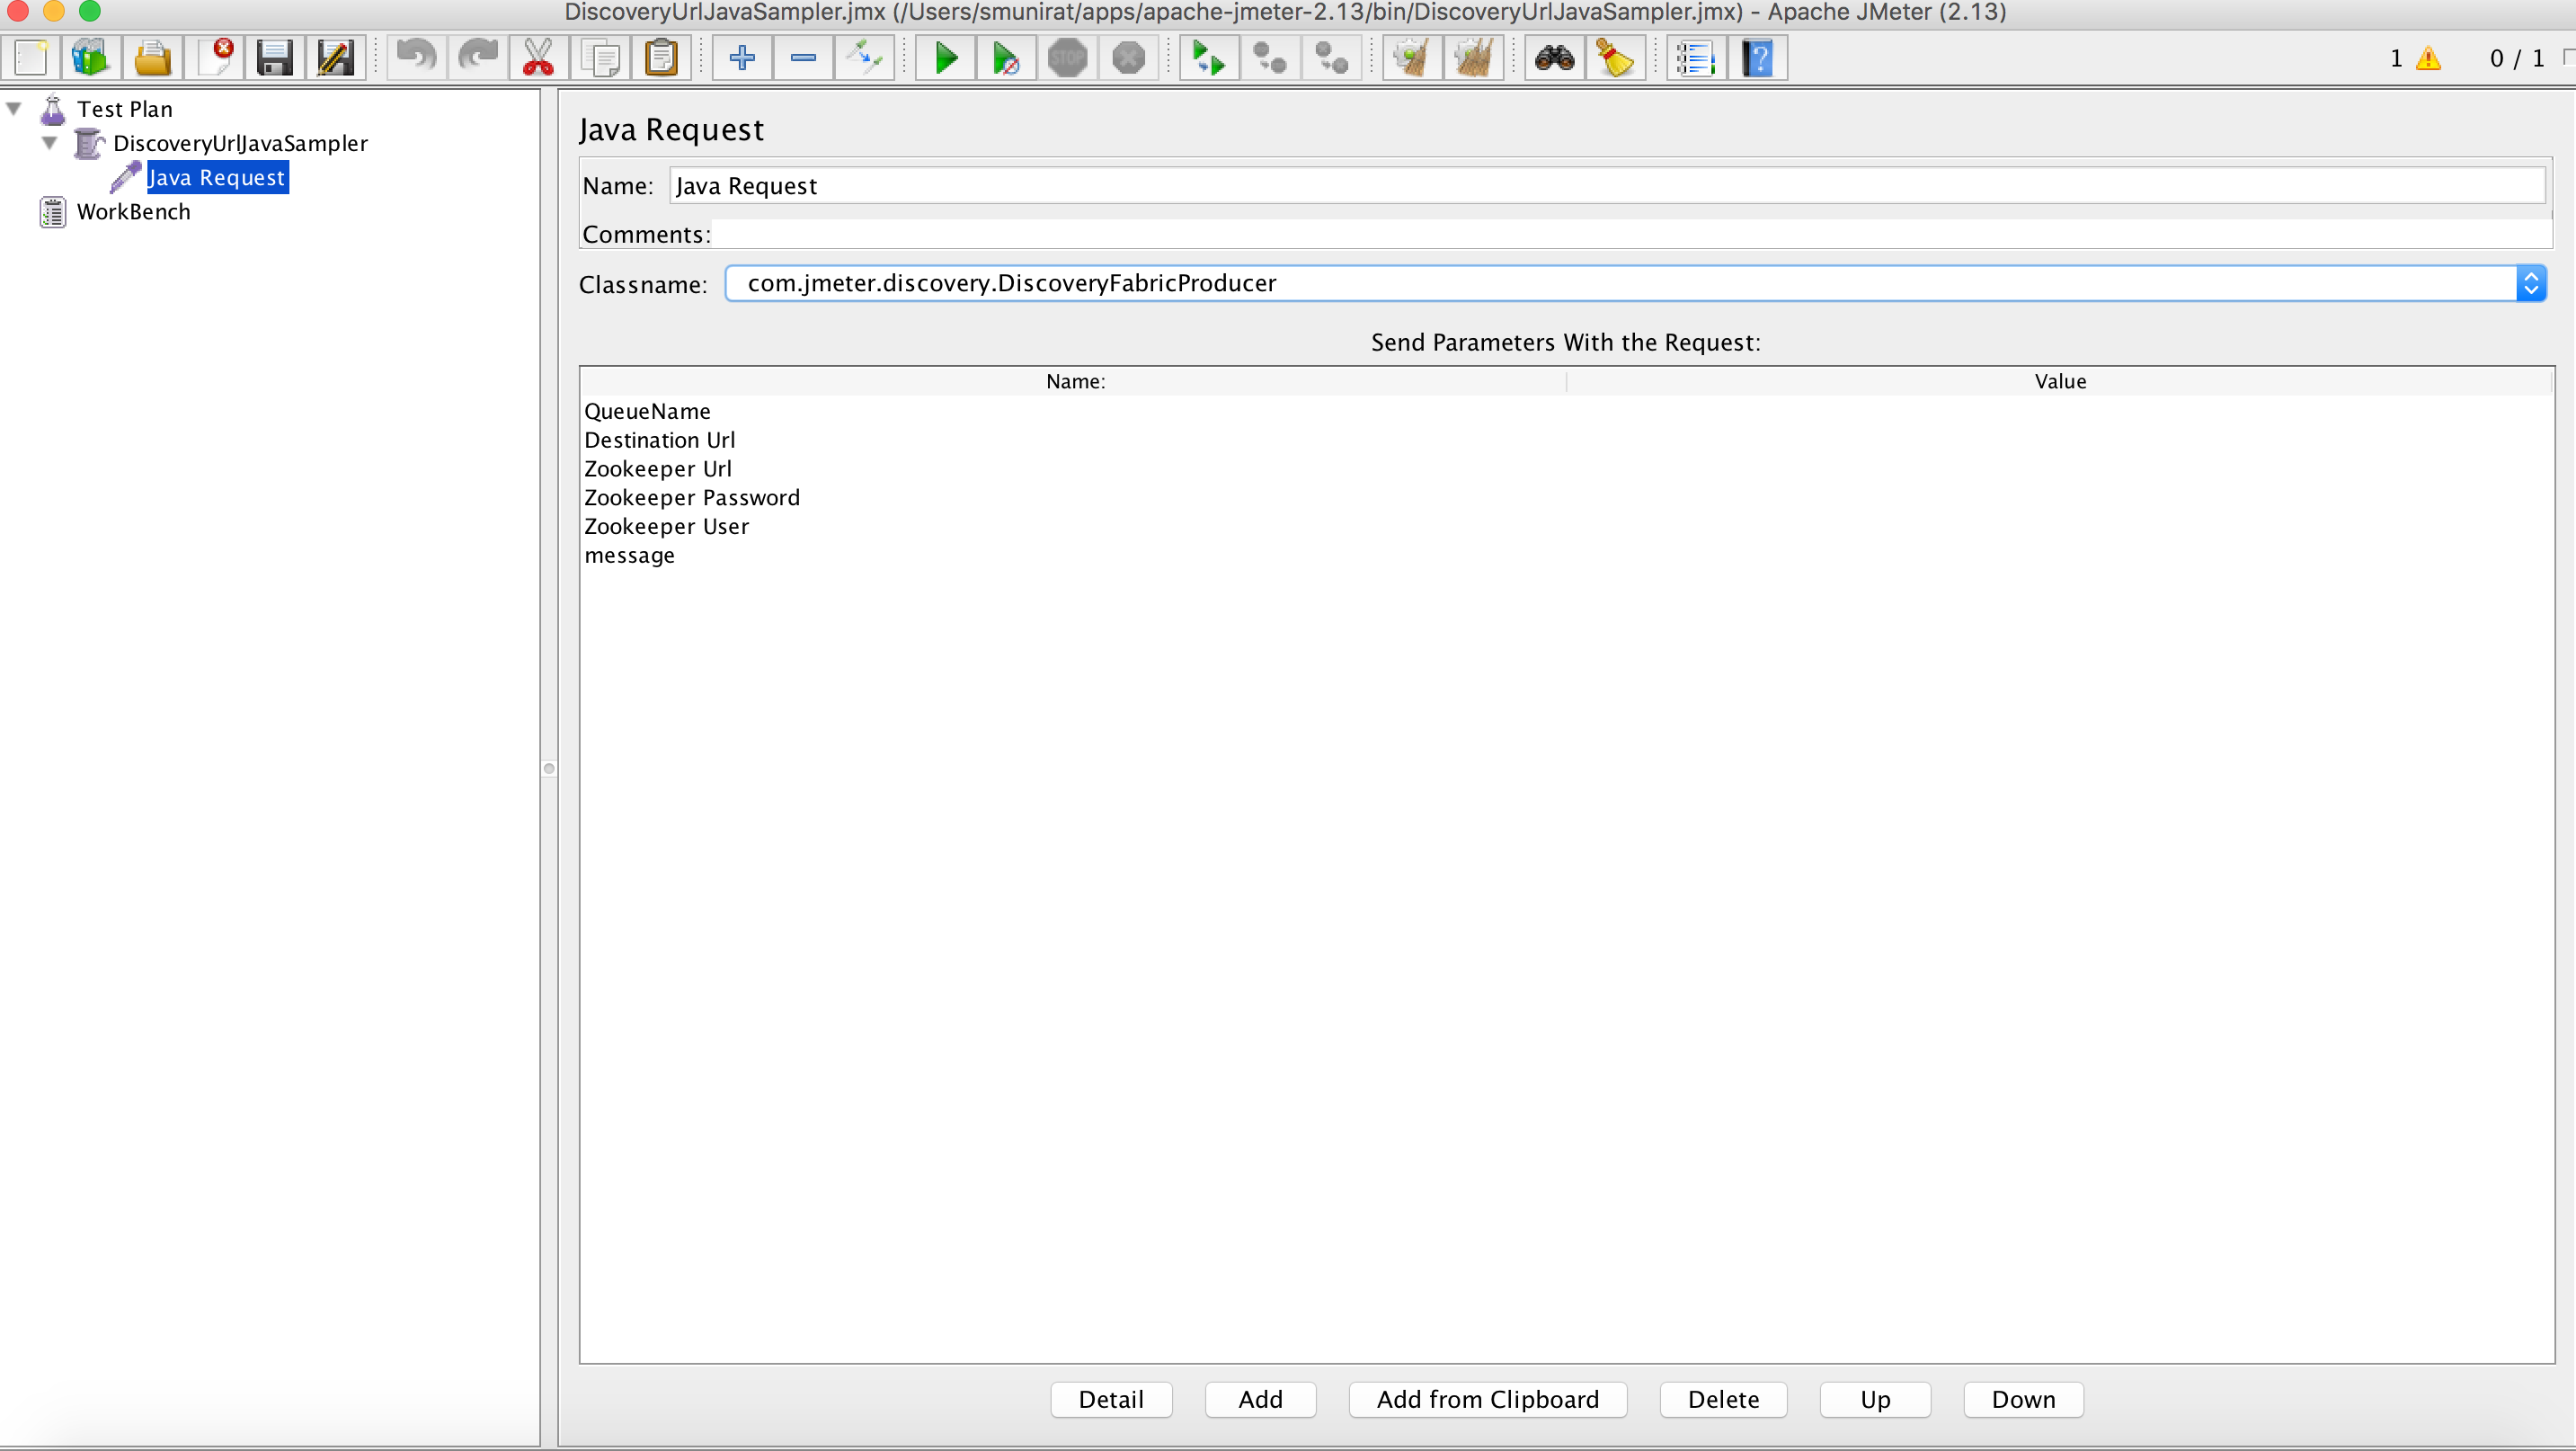 DiscoveryUrlJavaSampler.jmx (/Users/smunirat/apps/apache-jmeter-2.13/bin/DiscoveryUrlJavaSampler.jmx) - Apache JMeter (2.13)
STOP
1 0 / 1
Test Plan
DiscoveryUrlJavaSampler
Java Request
WorkBench
Java Request
Name: Java Request
Comments:
Classname: com.jmeter.discovery.DiscoveryFabricProducer
Send Parameters With the Request:
Name: Value
QueueName
Destination Url
Zookeeper Url
Zookeeper Password
Zookeeper User
message
Detail Add Add from Clipboard Delete Up Down